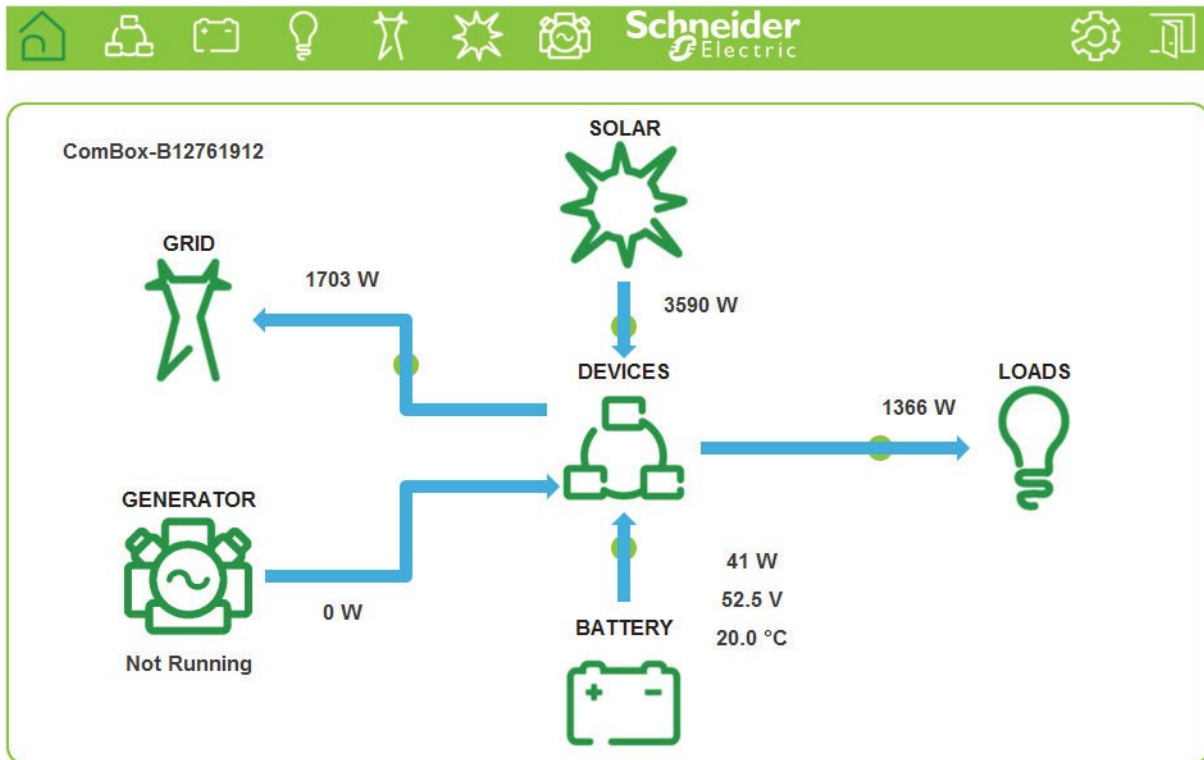 Schneider
Electric
ComBox-B12761912
SOLAR
GRID
1703 W
3590 W
DEVICES
LOADS
1366 W
GENERATOR
0 W
Not Running
41 W
52.5 V
20.0 °C
BATTERY